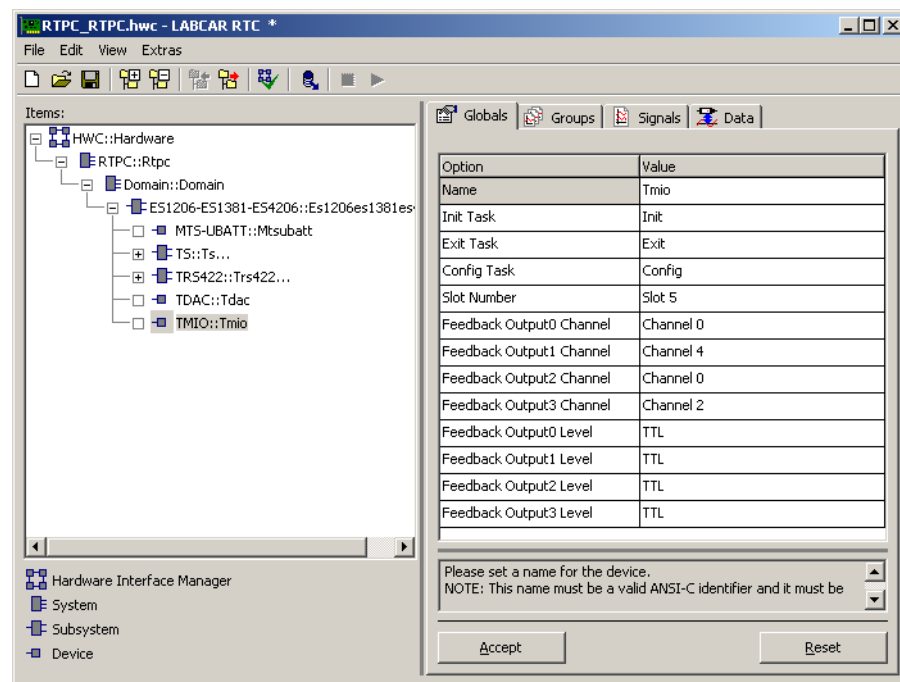 RTPC_RTPC.hwc - LABCAR RTC *
File Edit View Extras
Items:
HWC::Hardware
RTPC::Rtpc
Domain::Domain
ES1206-ES1381-ES4206::Es1206es1381es
MTS-UBATT::Mtsubatt
TS::Ts...
TRS422::Trs422...
TDAC::Tdac
TMIO::Tmio
Hardware Interface Manager
System
Subsystem
Device
Globals Groups Signals Data
Option Value
Name Tmio
Init Task Init
Exit Task Exit
Config Task Config
Slot Number Slot 5
Feedback Output0 Channel Channel 0
Feedback Output1 Channel Channel 4
Feedback Output2 Channel Channel 0
Feedback Output3 Channel Channel 2
Feedback Output0 Level TTL
Feedback Output1 Level TTL
Feedback Output2 Level TTL
Feedback Output3 Level TTL
Please set a name for the device.
NOTE: This name must be a valid ANSI-C identifier and it must be
Accept Reset